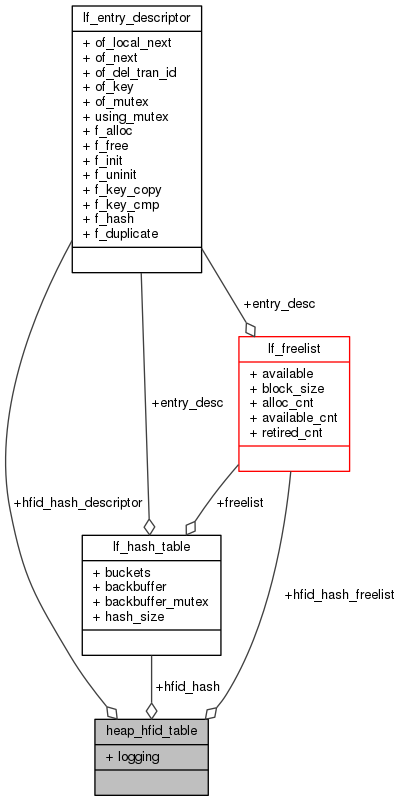 lf_entry_descriptor
+ of_local_next
+ of_next
+ of_del_tran_id
+ of_key
+ of_mutex
+ using_mutex
+ f_alloc
+ f_free
+ f_init
+ f_uninit
+ f_key_copy
+ f_key_cmp
+ f_hash
+ f_duplicate
+entry_desc
lf_freelist
+ available
+ block_size
+ alloc_cnt
+ available_cnt
+ retired_cnt
+entry_desc
+hfid_hash_descriptor
+freelist
lf_hash_table
+ buckets
+ backbuffer
+ backbuffer_mutex
+ hash_size
+hfid_hash_freelist
+hfid_hash
heap_hfid_table
+ logging